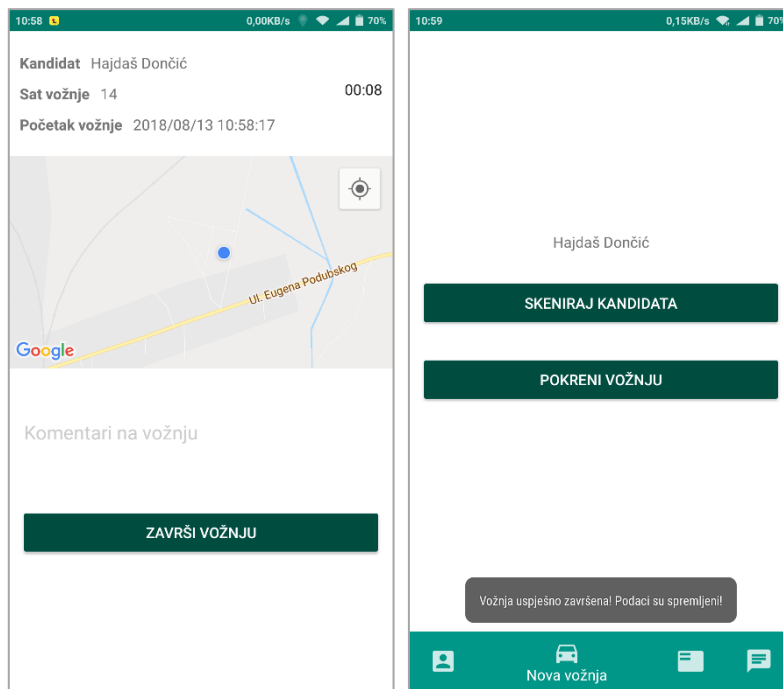 10:58
0,00KB/s
70%
Kandidat Hajdaš Dončić
Sat vožnje 14
00:08
Početak vožnje 2018/08/13 10:58:17
Ul. Eugena Podubskog
Google
Komentari na vožnju
ZAVRŠI VOŽNJU
10:59
0,15KB/s
70%
Hajdaš Dončić
SKENIRAJ KANDIDATA
POKRENI VOŽNJU
Vožnja uspješno završena! Podaci su spremljeni!
Nova vožnja